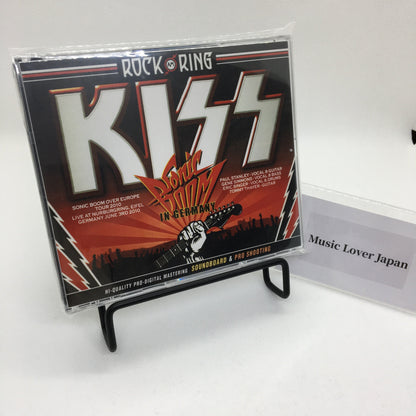 ROCK AM RING
KISS
SONIC BOOM OVER EUROPE
TOUR 2010
LIVE AT NURBURGRING, EIFEL
GERMANY JUNE 3RD 2010
Sonic
BOOM
IN GERMANY
PAUL STANLEY : VOCAL & GUITAR
GENE SIMMONS : VOCAL & BASS
ERIC SINGER : VOCAL & DRUMS
TOMMY THAYER : GUITAR
HI-QUALITY PRO-DIGITAL MASTERING SOUNDBOARD & PRO SHOOTING
Music Lover Japan